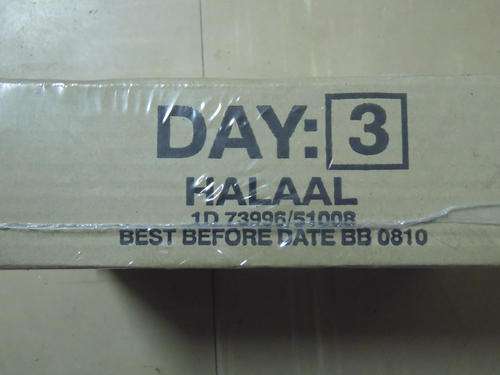 DAY: 3
HALAAL
1D 73996/51008
BEST BEFORE DATE BB 0810